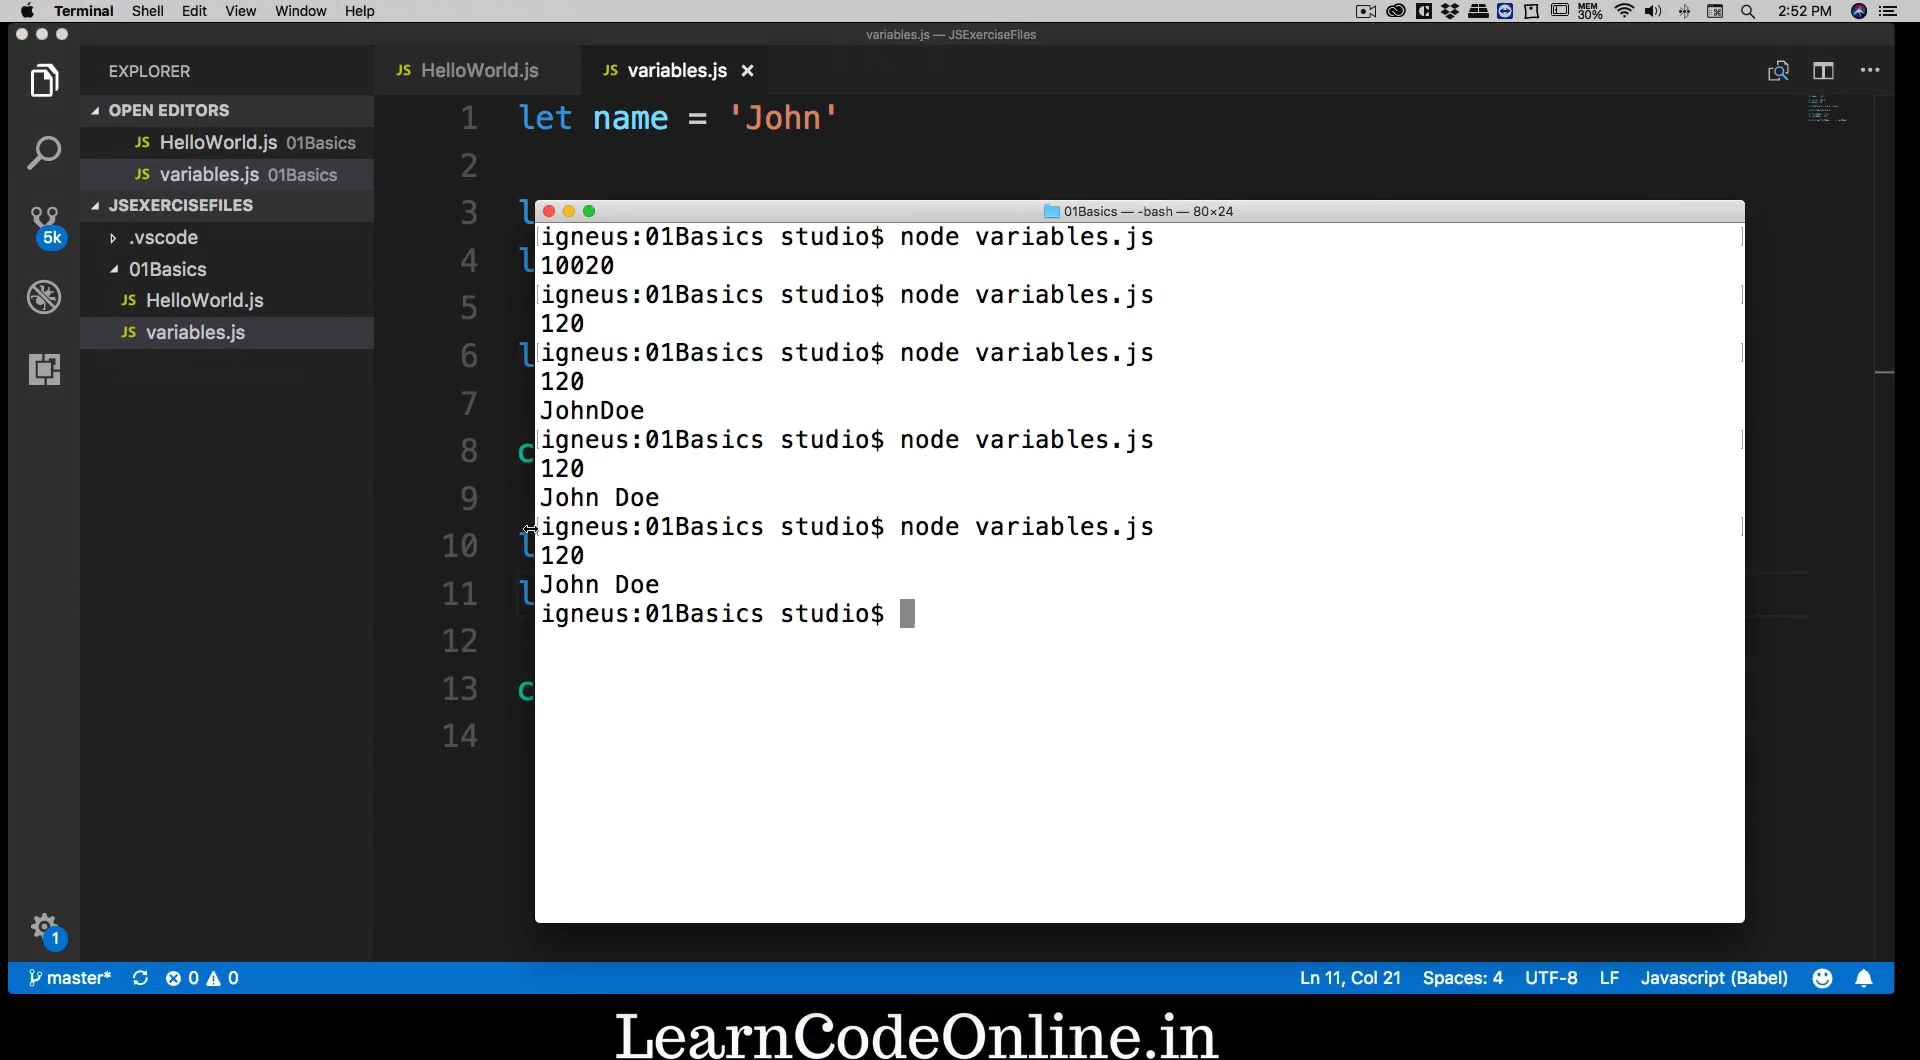 Terminal Shell Edit View Window Help MEM 30% 2:52 PM
variables.js — JSExerciseFiles
EXPLORER
JS HelloWorld.js JS variables.js ×
OPEN EDITORS
JS HelloWorld.js 01Basics
JS variables.js 01Basics
JSEXERCISEFILES
.vscode
01Basics
JS HelloWorld.js
JS variables.js
5k
1
1 let name = 'John'
2
3 l
4 l
5
6 l
7
8 c
9
10 l
11 l
12
13 c
14
01Basics — -bash — 80×24
igneus:01Basics studio$ node variables.js
10020
igneus:01Basics studio$ node variables.js
120
igneus:01Basics studio$ node variables.js
120
JohnDoe
igneus:01Basics studio$ node variables.js
120
John Doe
igneus:01Basics studio$ node variables.js
120
John Doe
igneus:01Basics studio$
master* 0 0 Ln 11, Col 21 Spaces: 4 UTF-8 LF Javascript (Babel)
LearnCodeOnline.in